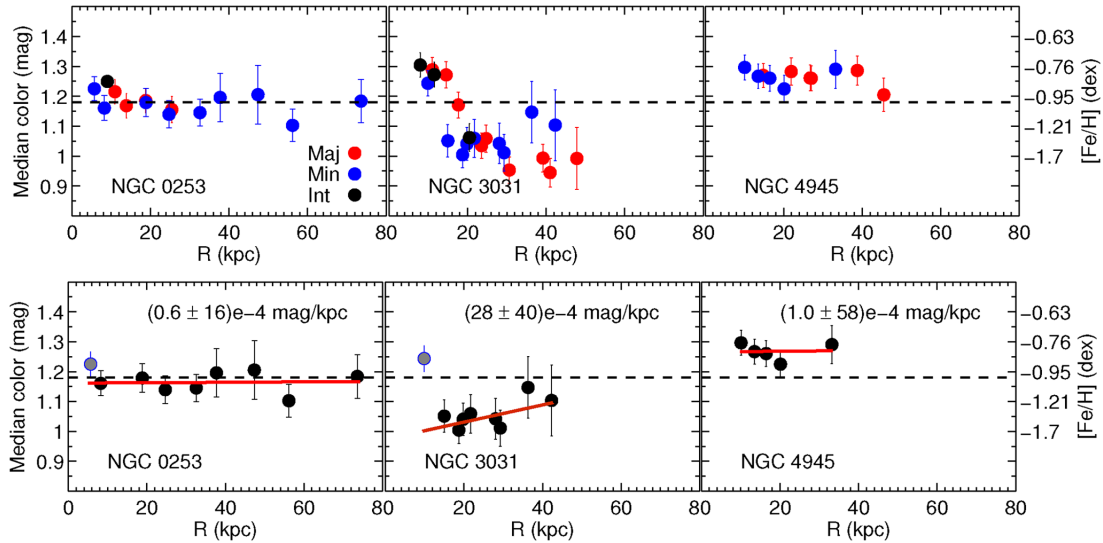 Median color (mag)
1.4
1.3
1.2
1.1
1
0.9
Maj
Min
Int
NGC 0253
NGC 3031
NGC 4945
-0.63
-0.76
-0.95
-1.21
-1.7
[Fe/H] (dex)
0 20 40 60 80 20 40 60 80 20 40 60 80
R (kpc) R (kpc) R (kpc)
Median color (mag)
1.4
1.3
1.2
1.1
1
0.9
(0.6 ± 16)e-4 mag/kpc
NGC 0253
(28 ± 40)e-4 mag/kpc
NGC 3031
(1.0 ± 58)e-4 mag/kpc
NGC 4945
-0.63
-0.76
-0.95
-1.21
-1.7
[Fe/H] (dex)
0 20 40 60 80 20 40 60 80 20 40 60 80
R (kpc) R (kpc) R (kpc)